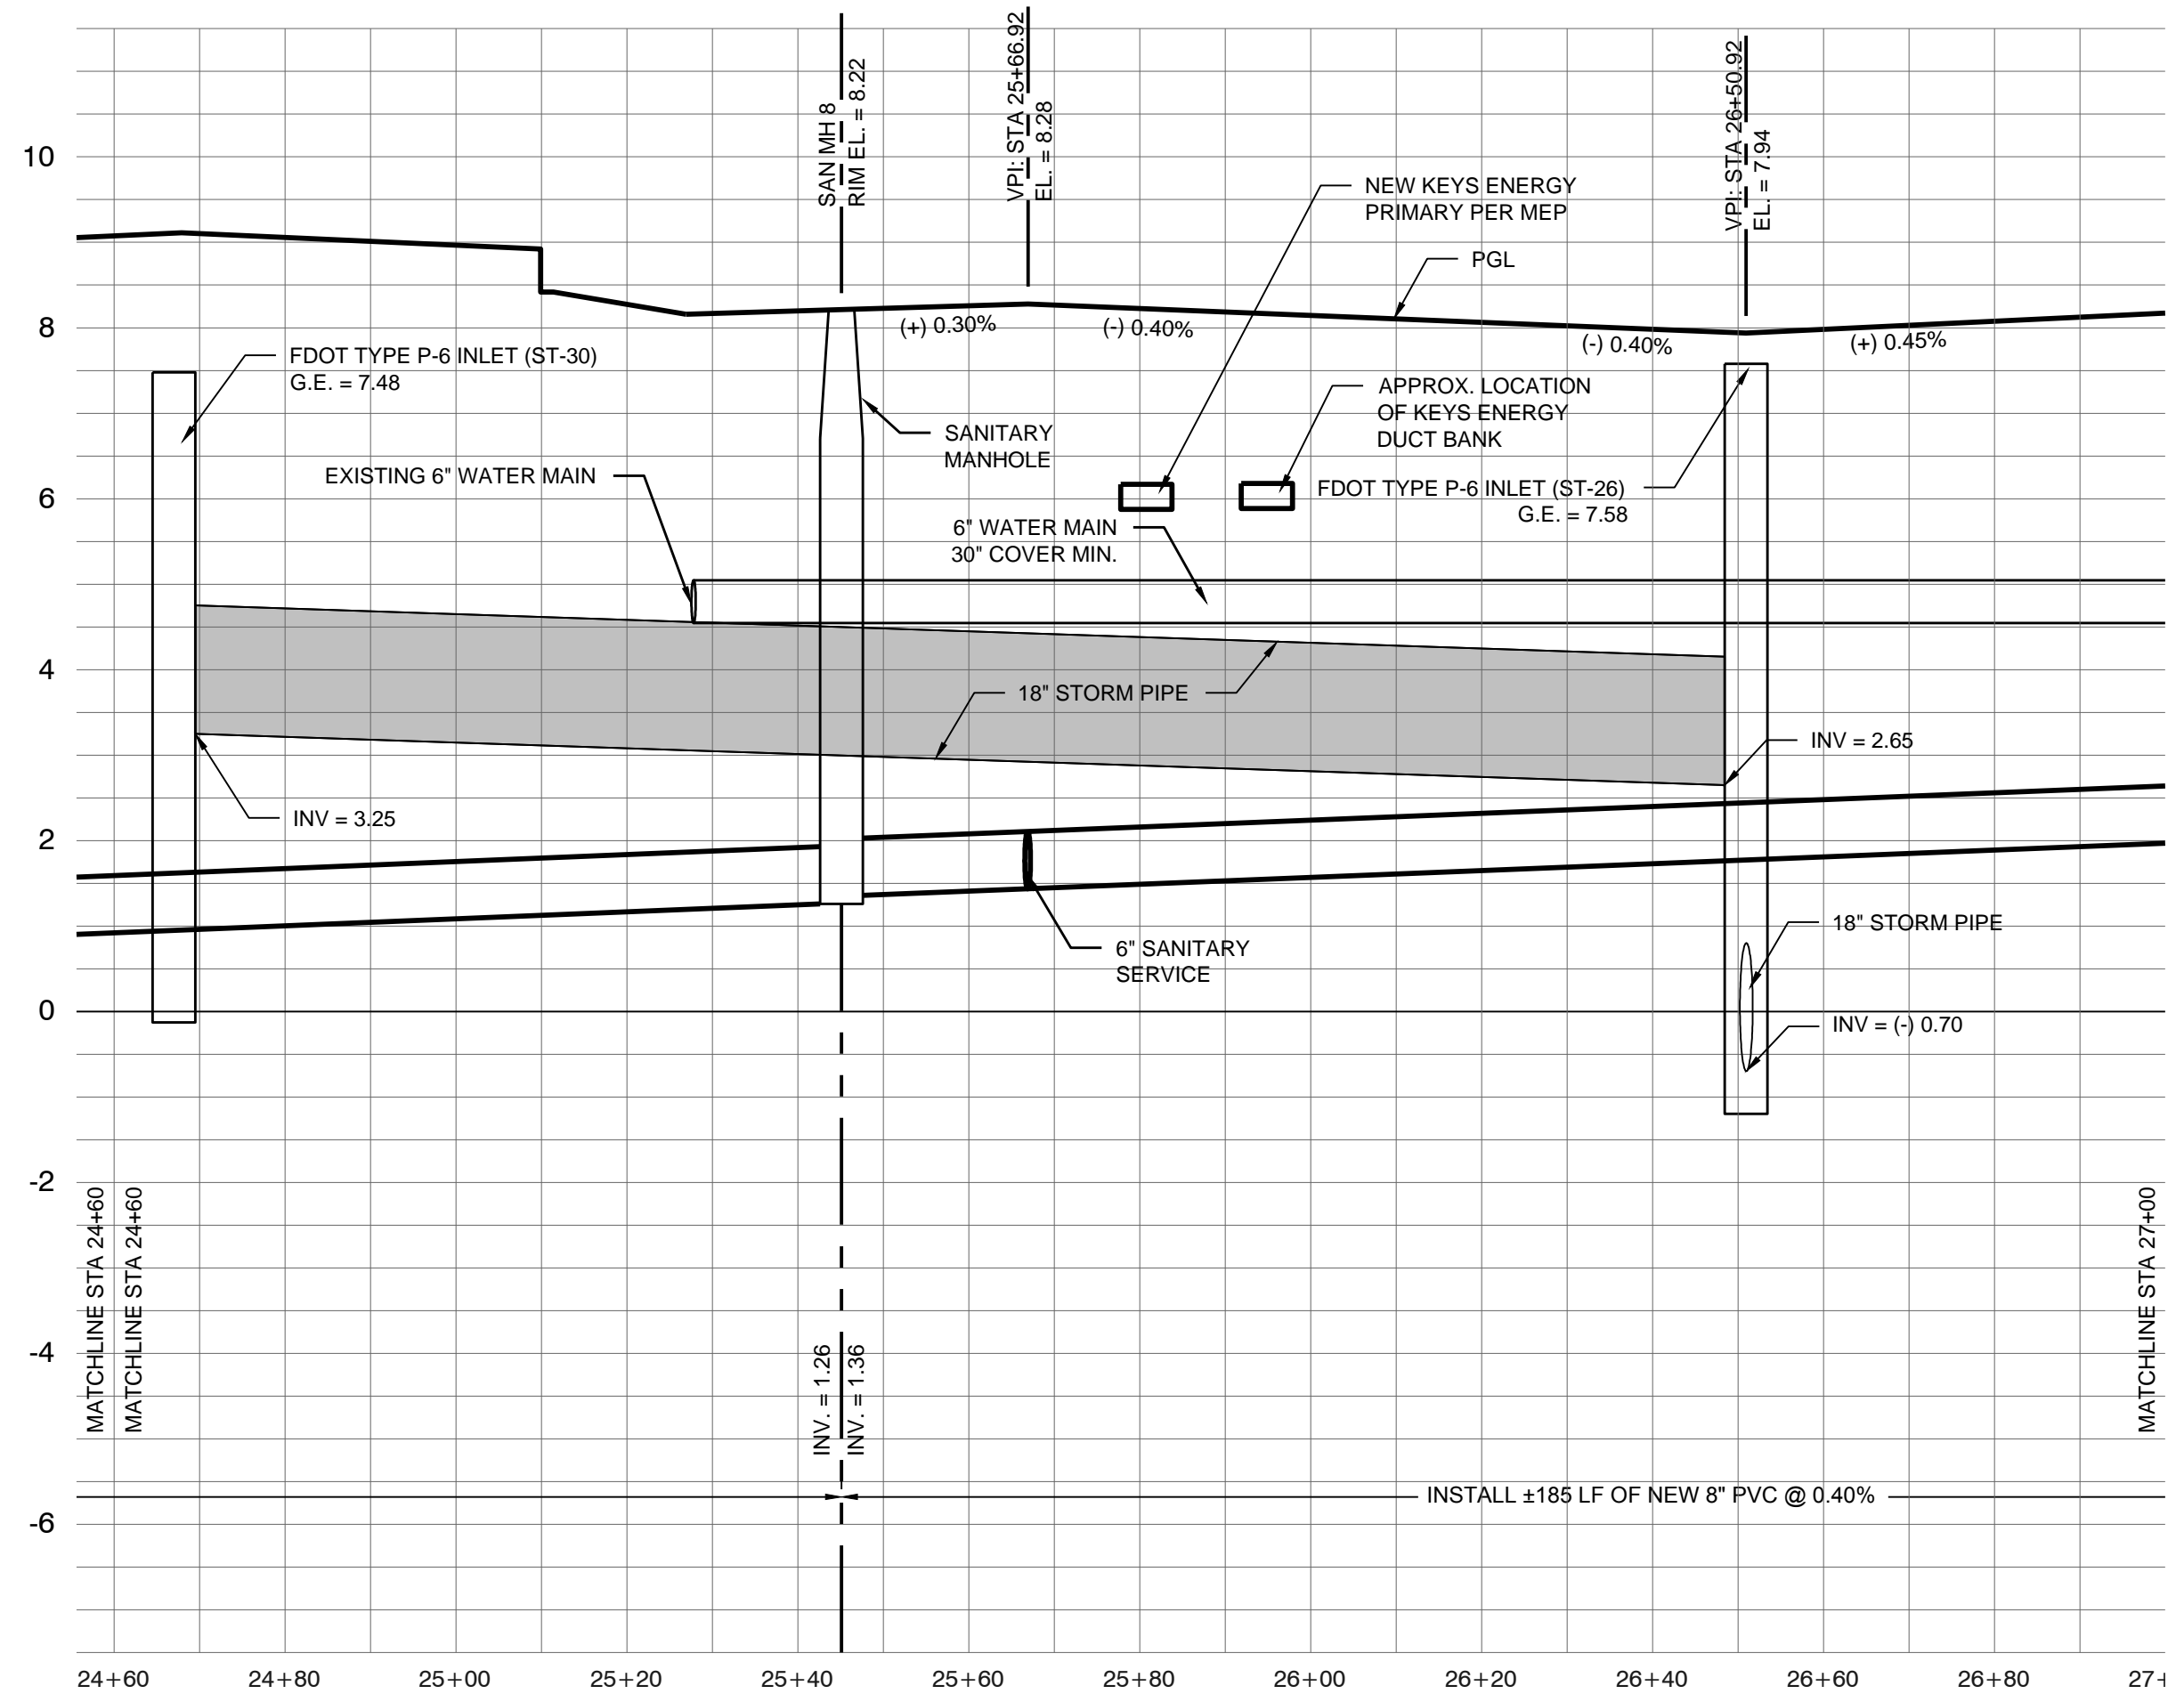 SAN MH 8
RIM EL. = 8.22
VPI: STA 25+66.92
EL. = 8.28
VPI: STA 26+50.92
EL. = 7.94
10
8
6
4
2
0
-2
-4
-6
NEW KEYS ENERGY
PRIMARY PER MEP
PGL
(+) 0.30%
(-) 0.40%
(-) 0.40%
(+) 0.45%
FDOT TYPE P-6 INLET (ST-30)
G.E. = 7.48
APPROX. LOCATION
OF KEYS ENERGY
DUCT BANK
SANITARY
MANHOLE
EXISTING 6" WATER MAIN
FDOT TYPE P-6 INLET (ST-26)
G.E. = 7.58
6" WATER MAIN
30" COVER MIN.
18" STORM PIPE
INV = 2.65
INV = 3.25
6" SANITARY
SERVICE
18" STORM PIPE
INV = (-) 0.70
MATCHLINE STA 24+60
MATCHLINE STA 24+60
MATCHLINE STA 27+00
INV. = 1.26
INV. = 1.36
INSTALL ±185 LF OF NEW 8" PVC @ 0.40%
24+60
24+80
25+00
25+20
25+40
25+60
25+80
26+00
26+20
26+40
26+60
26+80
27+